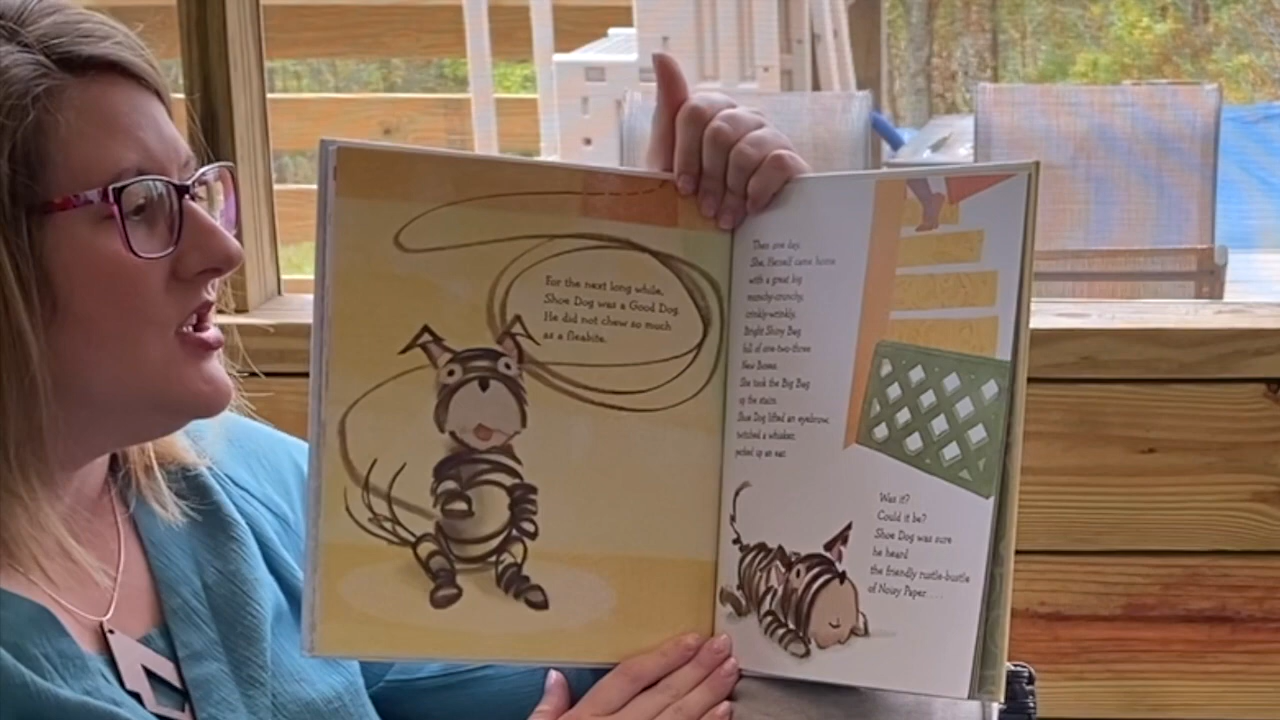 For the next long while,
Shoe Dog was a Good Dog.
He did not chew so much
as a fleabite.
Then one day,
She, Herself came home
with a great big
munchy-crunchy,
crinkly-wrinkly,
Bright Shiny Bag
full of one-two-three
New Boxes.
She took the Big Bag
up the stairs.
Shoe Dog lifted an eyebrow,
twitched a whisker,
picked up an ear.
Was it?
Could it be?
Shoe Dog was sure
he heard
the friendly rustle-bustle
of Noisy Paper....